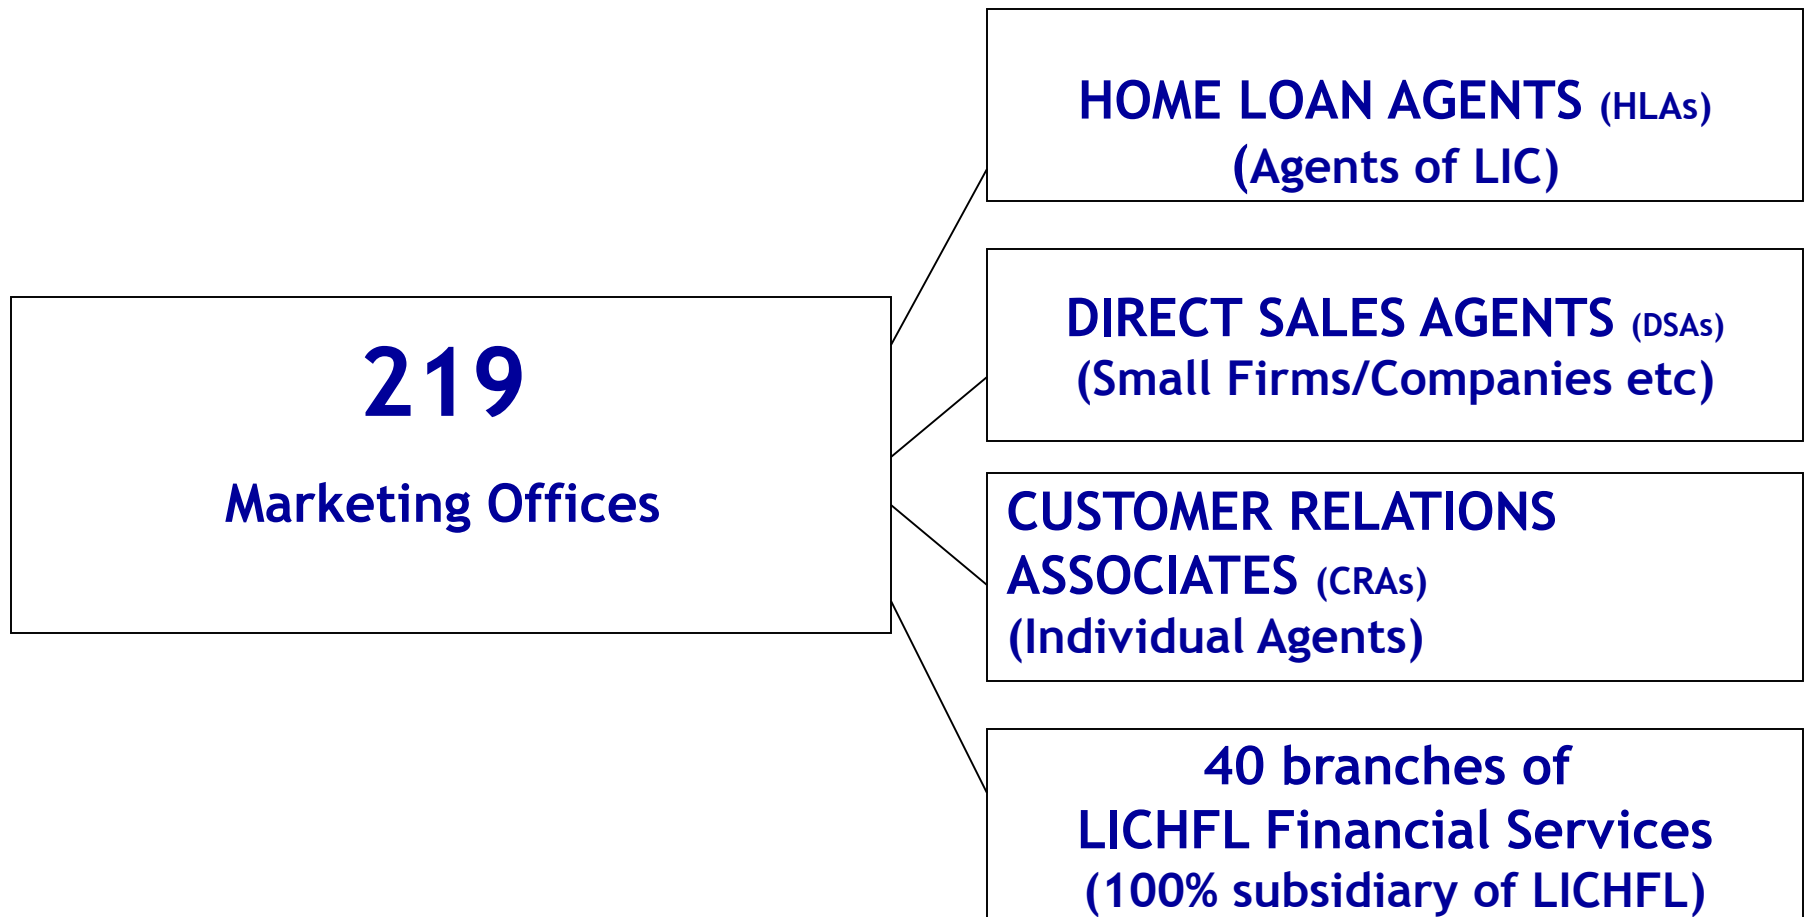 219
Marketing Offices
HOME LOAN AGENTS (HLAs)
(Agents of LIC)
DIRECT SALES AGENTS (DSAs)
(Small Firms/Companies etc)
CUSTOMER RELATIONS
ASSOCIATES (CRAs)
(Individual Agents)
40 branches of
LICHFL Financial Services
(100% subsidiary of LICHFL)